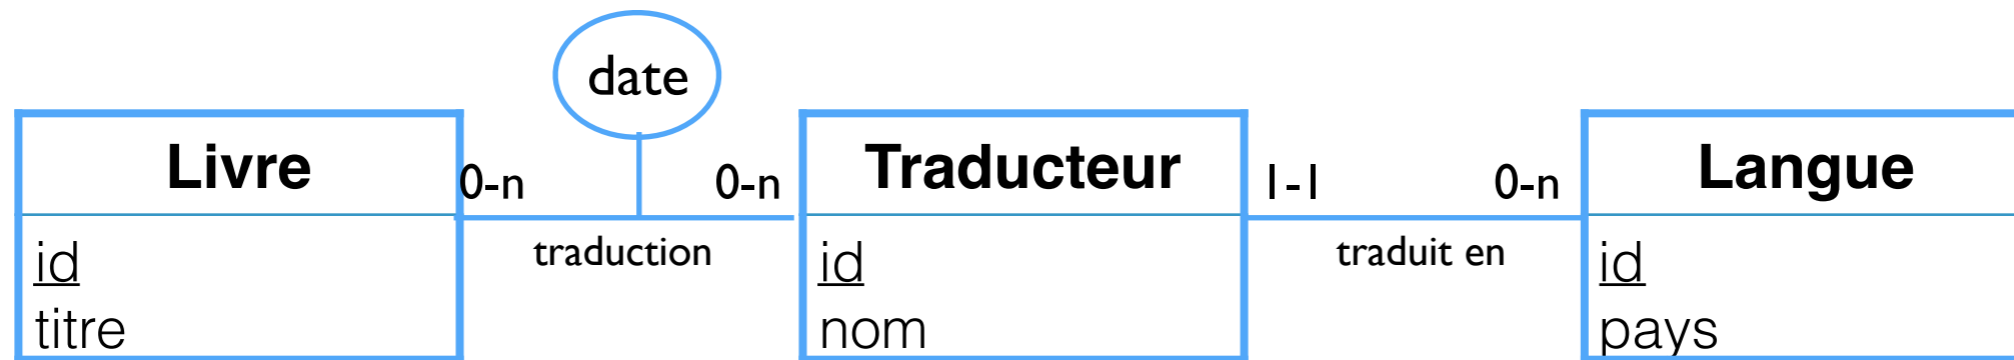 date
Livre
0-n
0-n
traduction
id
titre
Traducteur
1-1
0-n
traduit en
id
nom
Langue
id
pays